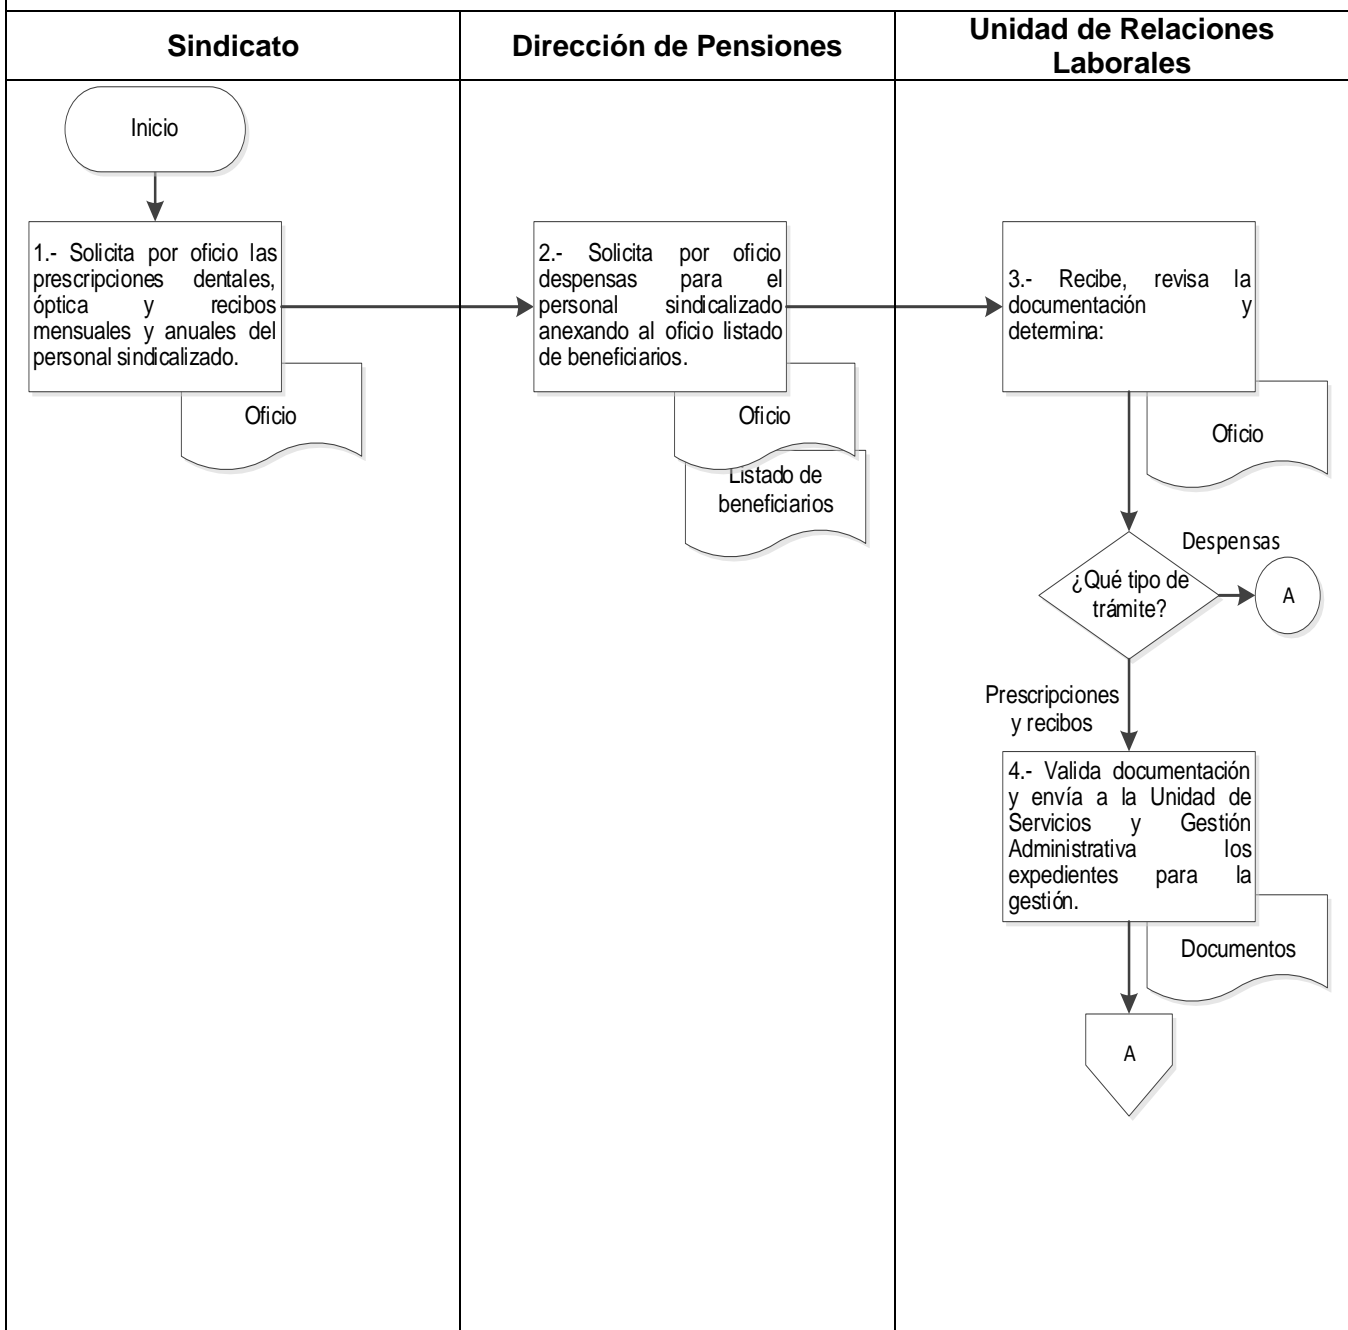 Sindicato
Dirección de Pensiones
Unidad de Relaciones
Laborales
Inicio
1.- Solicita por oficio las
prescripciones dentales,
óptica y recibos
mensuales y anuales del
personal sindicalizado.
Oficio
2.- Solicita por oficio
despensas para el
personal sindicalizado
anexando al oficio listado
de beneficiarios.
Oficio
Listado de
beneficiarios
3.- Recibe, revisa la
documentación y
determina:
Oficio
¿Qué tipo de
trámite?
Despensas
A
Prescripciones
y recibos
4.- Valida documentación
y envía a la Unidad de
Servicios y Gestión
Administrativa los
expedientes para la
gestión.
Documentos
A